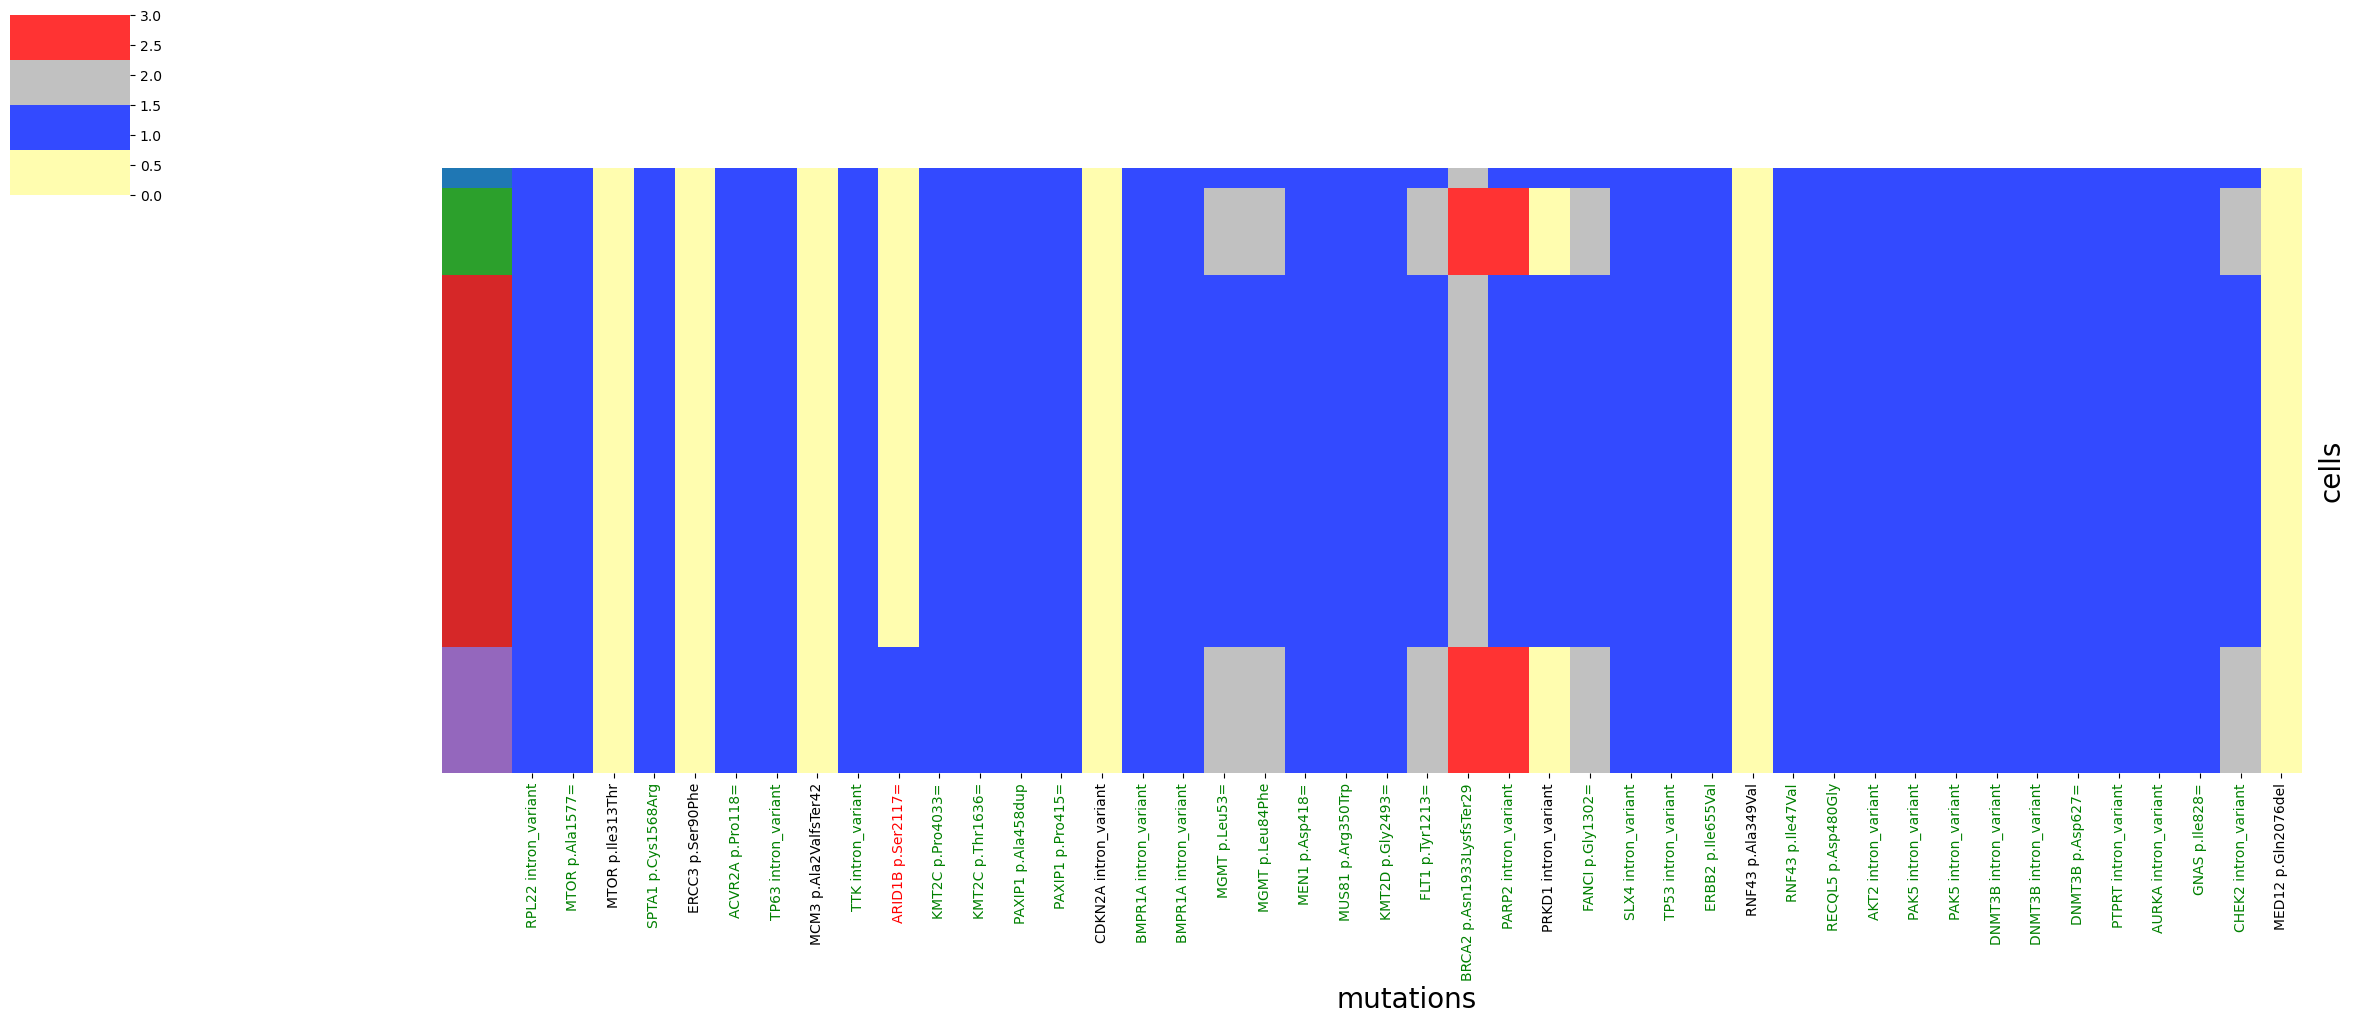 3.0
2.5
2.0
1.5
1.0
0.5
0.0
cells
RPL22 intron_variant
MTOR p.Ala1577=
MTOR p.Ile313Thr
SPTA1 p.Cys1568Arg
ERCC3 p.Ser90Phe
ACVR2A p.Pro118=
TP63 intron_variant
MCM3 p.Ala2ValfsTer42
TTK intron_variant
ARID1B p.Ser2117=
KMT2C p.Pro4033=
KMT2C p.Thr1636=
PAXIP1 p.Ala458dup
PAXIP1 p.Pro415=
CDKN2A intron_variant
BMPR1A intron_variant
BMPR1A intron_variant
MGMT p.Leu53=
MGMT p.Leu84Phe
MEN1 p.Asp418=
MUS81 p.Arg350Trp
KMT2D p.Gly2493=
FLT1 p.Tyr1213=
BRCA2 p.Asn1933LysfsTer29
PARP2 intron_variant
PRKD1 intron_variant
FANCI p.Gly1302=
SLX4 intron_variant
TP53 intron_variant
ERBB2 p.Ile655Val
RNF43 p.Ala349Val
RNF43 p.Ile47Val
RECQL5 p.Asp480Gly
AKT2 intron_variant
PAK5 intron_variant
PAK5 intron_variant
DNMT3B intron_variant
DNMT3B intron_variant
DNMT3B p.Asp627=
PTPRT intron_variant
AURKA intron_variant
GNAS p.Ile828=
CHEK2 intron_variant
MED12 p.Gln2076del
mutations